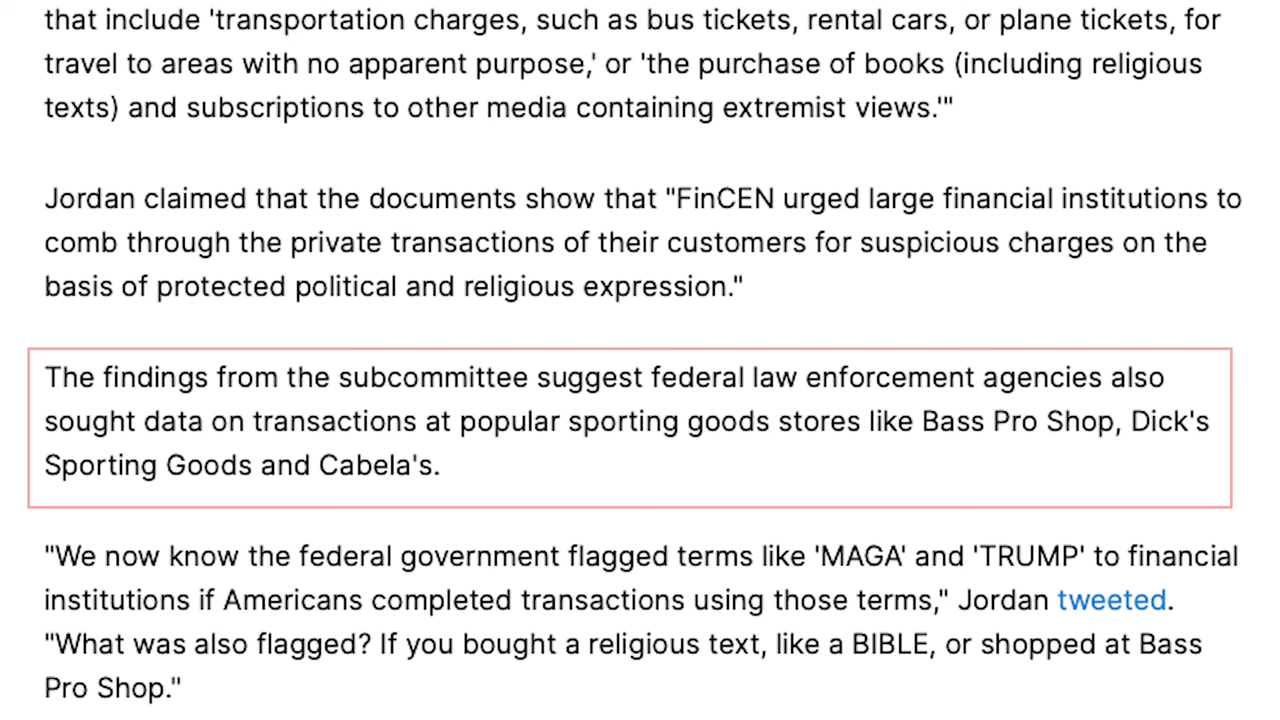 that include 'transportation charges, such as bus tickets, rental cars, or plane tickets, for
travel to areas with no apparent purpose,' or 'the purchase of books (including religious
texts) and subscriptions to other media containing extremist views.'"
Jordan claimed that the documents show that "FinCEN urged large financial institutions to
comb through the private transactions of their customers for suspicious charges on the
basis of protected political and religious expression."
The findings from the subcommittee suggest federal law enforcement agencies also
sought data on transactions at popular sporting goods stores like Bass Pro Shop, Dick's
Sporting Goods and Cabela's.
"We now know the federal government flagged terms like 'MAGA' and 'TRUMP' to financial
institutions if Americans completed transactions using those terms," Jordan tweeted.
"What was also flagged? If you bought a religious text, like a BIBLE, or shopped at Bass
Pro Shop."